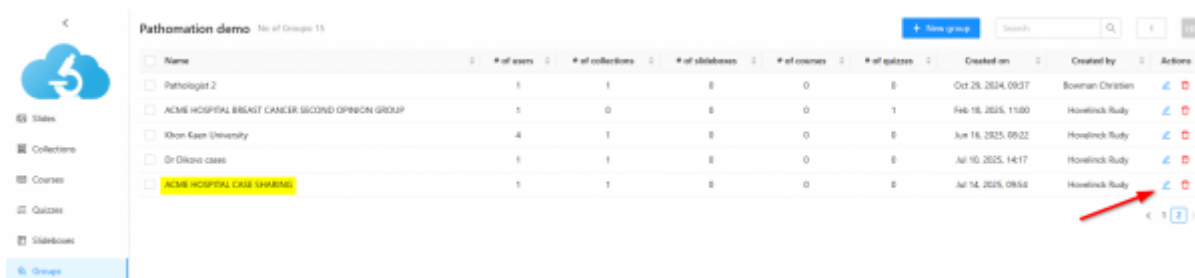 Pathomation demo No of Groups 15
+ New group
Search
Name # of users # of collections # of slideboxes # of courses # of quizzes Created on Created by Actions
Pathologist 2 1 1 0 0 0 Oct 29, 2024, 09:37 Bowman Christien
ACME HOSPITAL BREAST CANCER SECOND OPINION GROUP 1 0 0 0 1 Feb 18, 2025, 11:00 Hovelinck Rudy
Khon Kaen University 4 1 0 0 0 Jun 16, 2025, 08:22 Hovelinck Rudy
Dr Dikovs cases 1 1 0 0 0 Jul 10, 2025, 14:17 Hovelinck Rudy
ACME HOSPITAL CASE SHARING 1 1 0 0 0 Jul 14, 2025, 09:54 Hovelinck Rudy
< 1 2
Slides
Collections
Courses
Quizzes
Slideboxes
Groups